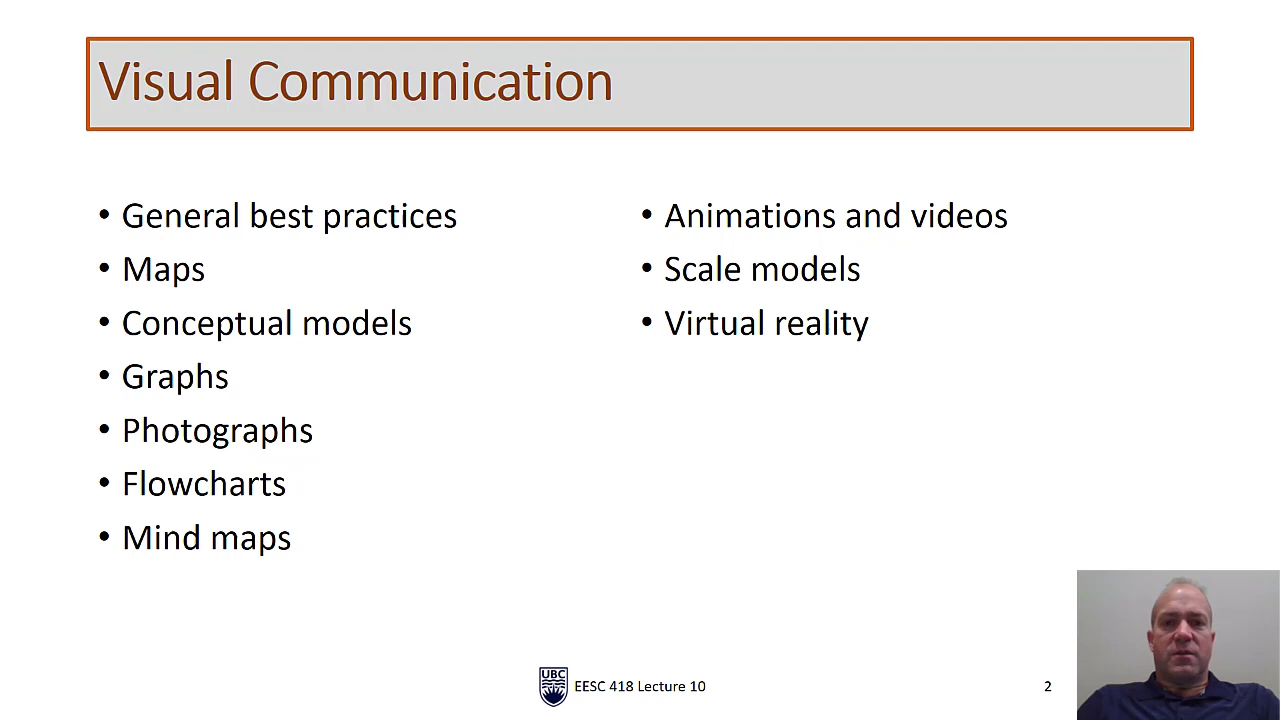 Visual Communication
• General best practices
• Maps
• Conceptual models
• Graphs
• Photographs
• Flowcharts
• Mind maps
• Animations and videos
• Scale models
• Virtual reality
UBC
EESC 418 Lecture 10
2